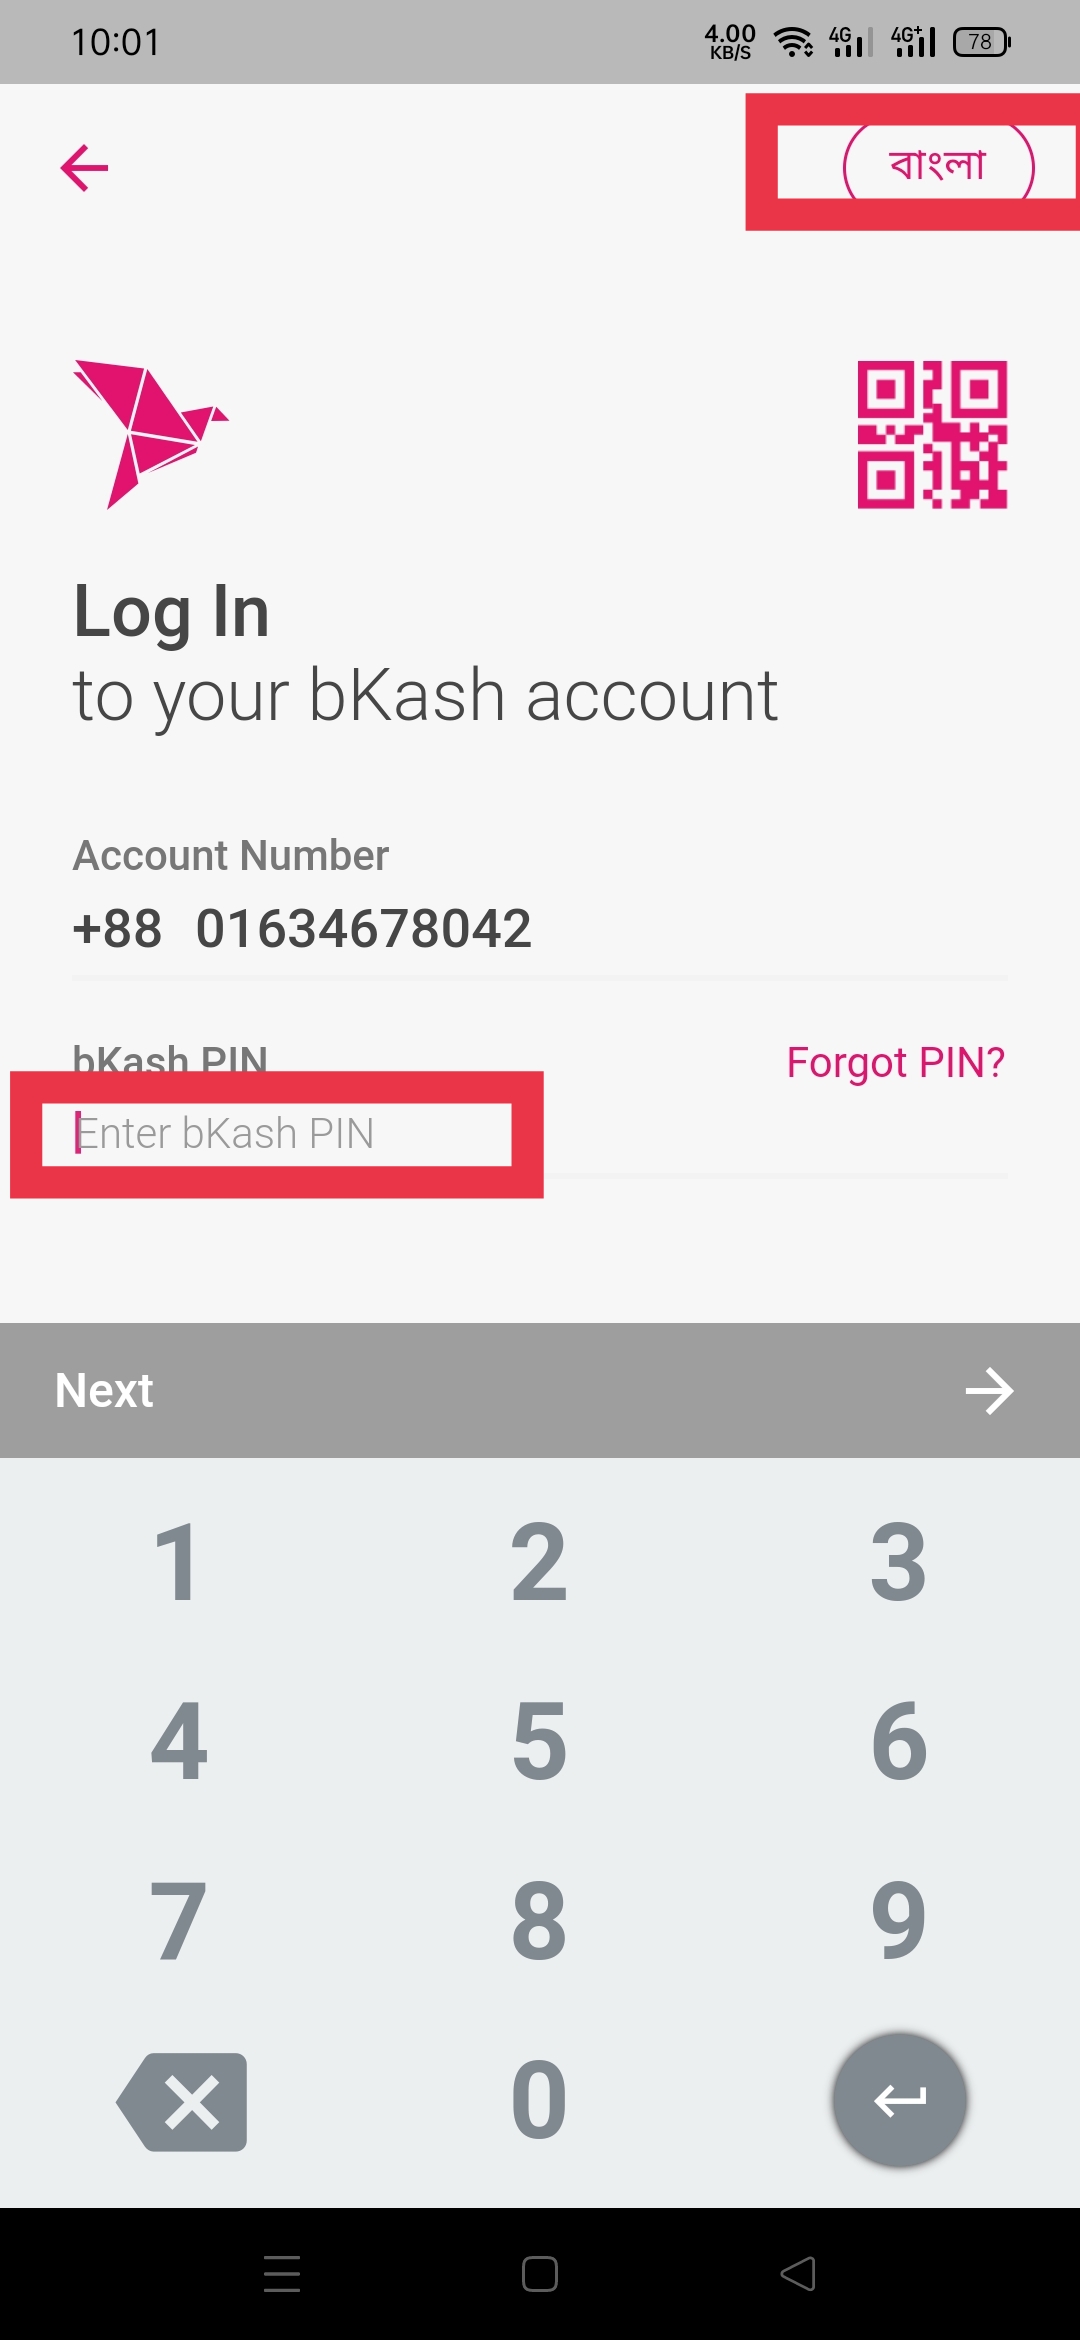 10:01 4.00 KB/S 4G 4G+ 78
বাংলা
Log In
to your bKash account
Account Number
+88 01634678042
bKash PIN Forgot PIN?
Enter bKash PIN
Next
1 2 3
4 5 6
7 8 9
0